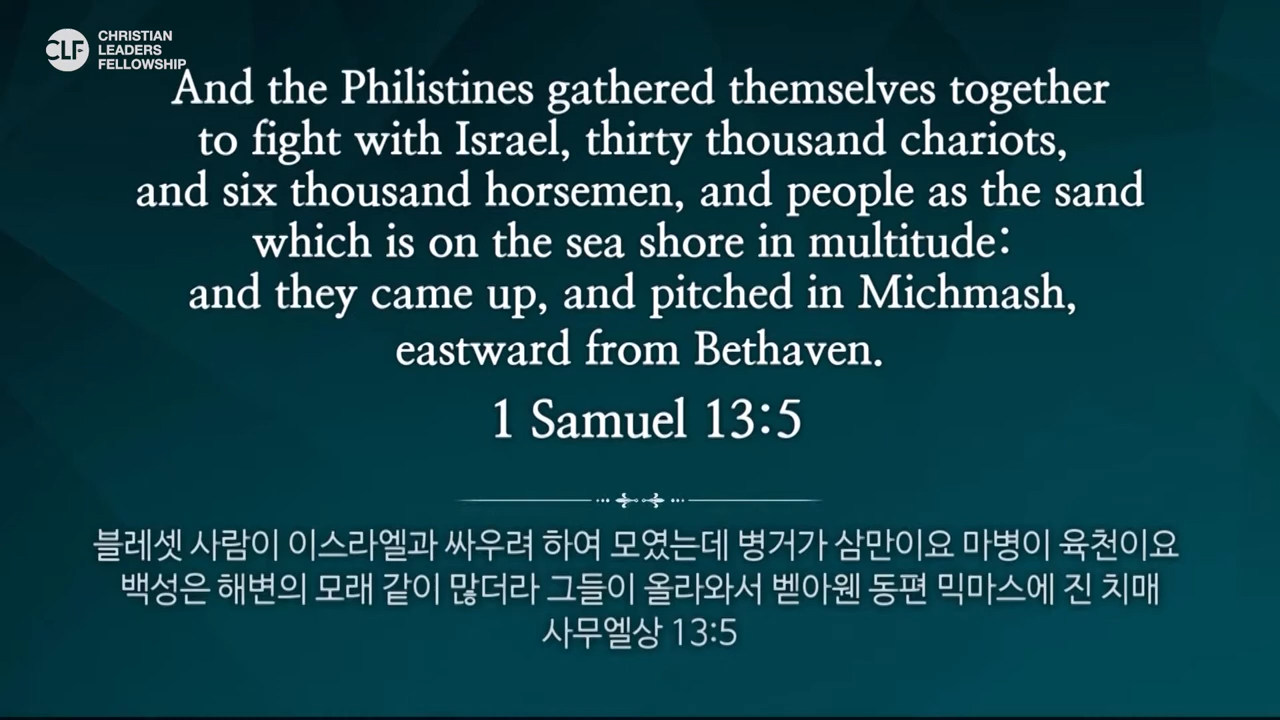 CLF CHRISTIAN
LEADERS
FELLOWSHIP
And the Philistines gathered themselves together
to fight with Israel, thirty thousand chariots,
and six thousand horsemen, and people as the sand
which is on the sea shore in multitude:
and they came up, and pitched in Michmash,
eastward from Bethaven.
1 Samuel 13:5
블레셋 사람이 이스라엘과 싸우려 하여 모였는데 병거가 삼만이요 마병이 육천이요
백성은 해변의 모래 같이 많더라 그들이 올라와서 벧아웬 동편 믹마스에 진 치매
사무엘상 13:5